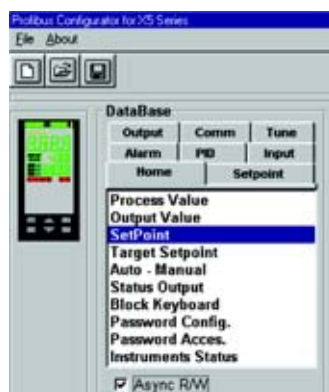 Profibus Configurator for X5 Series
File About
DataBase
Output Comm Tune
Alarm PID Input
Home Setpoint
Process Value
Output Value
SetPoint
Target Setpoint
Auto - Manual
Status Output
Block Keyboard
Password Config.
Password Acces.
Instruments Status
Async R/W